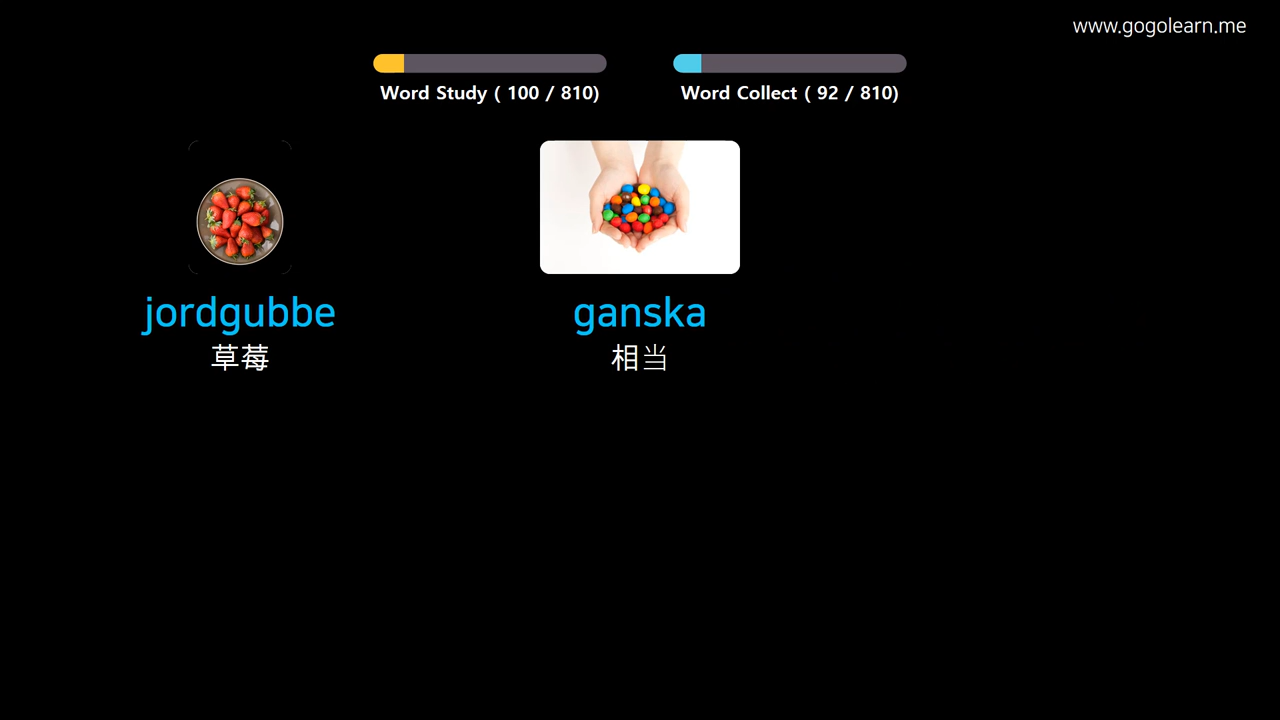 www.gogolearn.me
Word Study ( 100 / 810)
Word Collect ( 92 / 810)
jordgubbe
草莓
ganska
相当